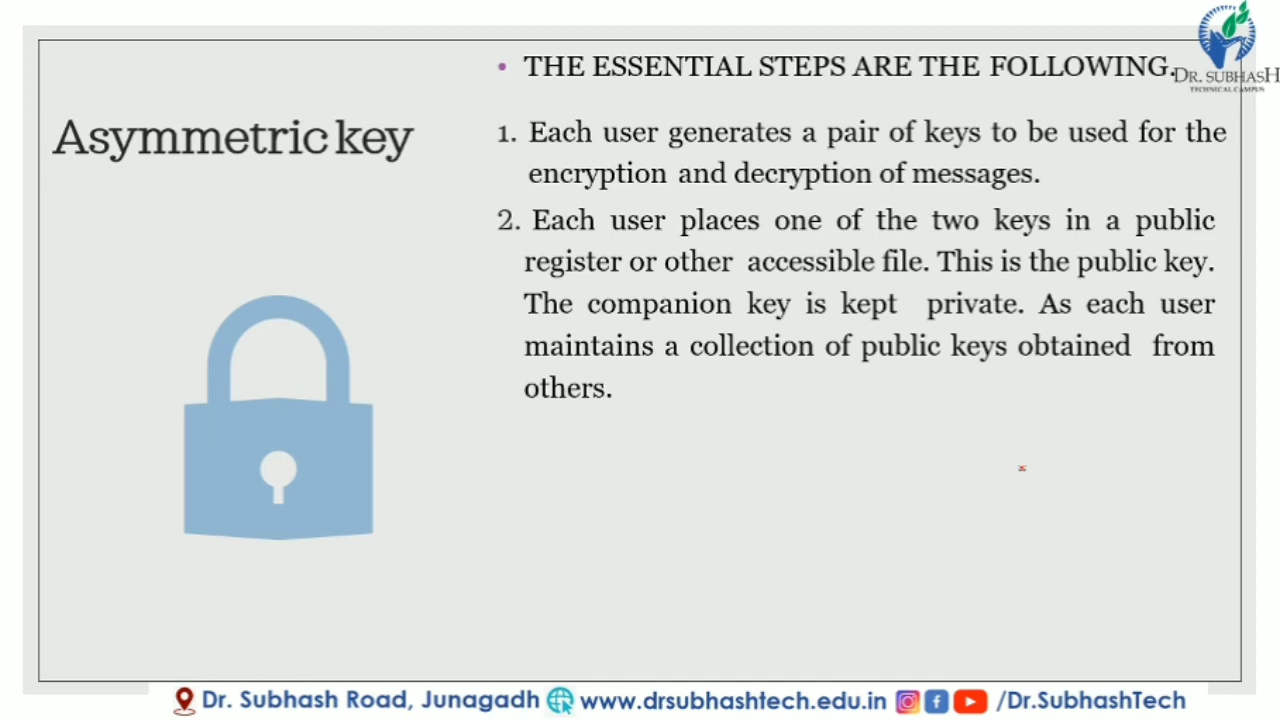 • THE ESSENTIAL STEPS ARE THE FOLLOWING.
DR. SUBHASH
TECHNICAL CAMPUS
Asymmetric key
1. Each user generates a pair of keys to be used for the
encryption and decryption of messages.
2. Each user places one of the two keys in a public
register or other accessible file. This is the public key.
The companion key is kept private. As each user
maintains a collection of public keys obtained from
others.
Dr. Subhash Road, Junagadh www.drsubhashtech.edu.in /Dr.SubhashTech